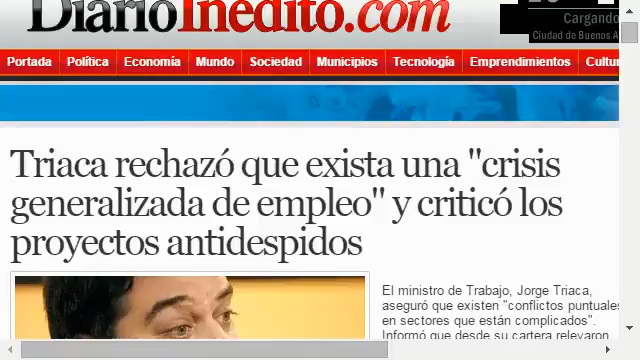 DiarioInedito.com
Cargando
Ciudad de Buenos A
Portada Política Economía Mundo Sociedad Municipios Tecnología Emprendimientos Cultur
Triaca rechazó que exista una "crisis
generalizada de empleo" y criticó los
proyectos antidespidos
El ministro de Trabajo, Jorge Triaca,
aseguró que existen "conflictos puntuales
en sectores que están complicados".
Informó que desde su cartera relevaron